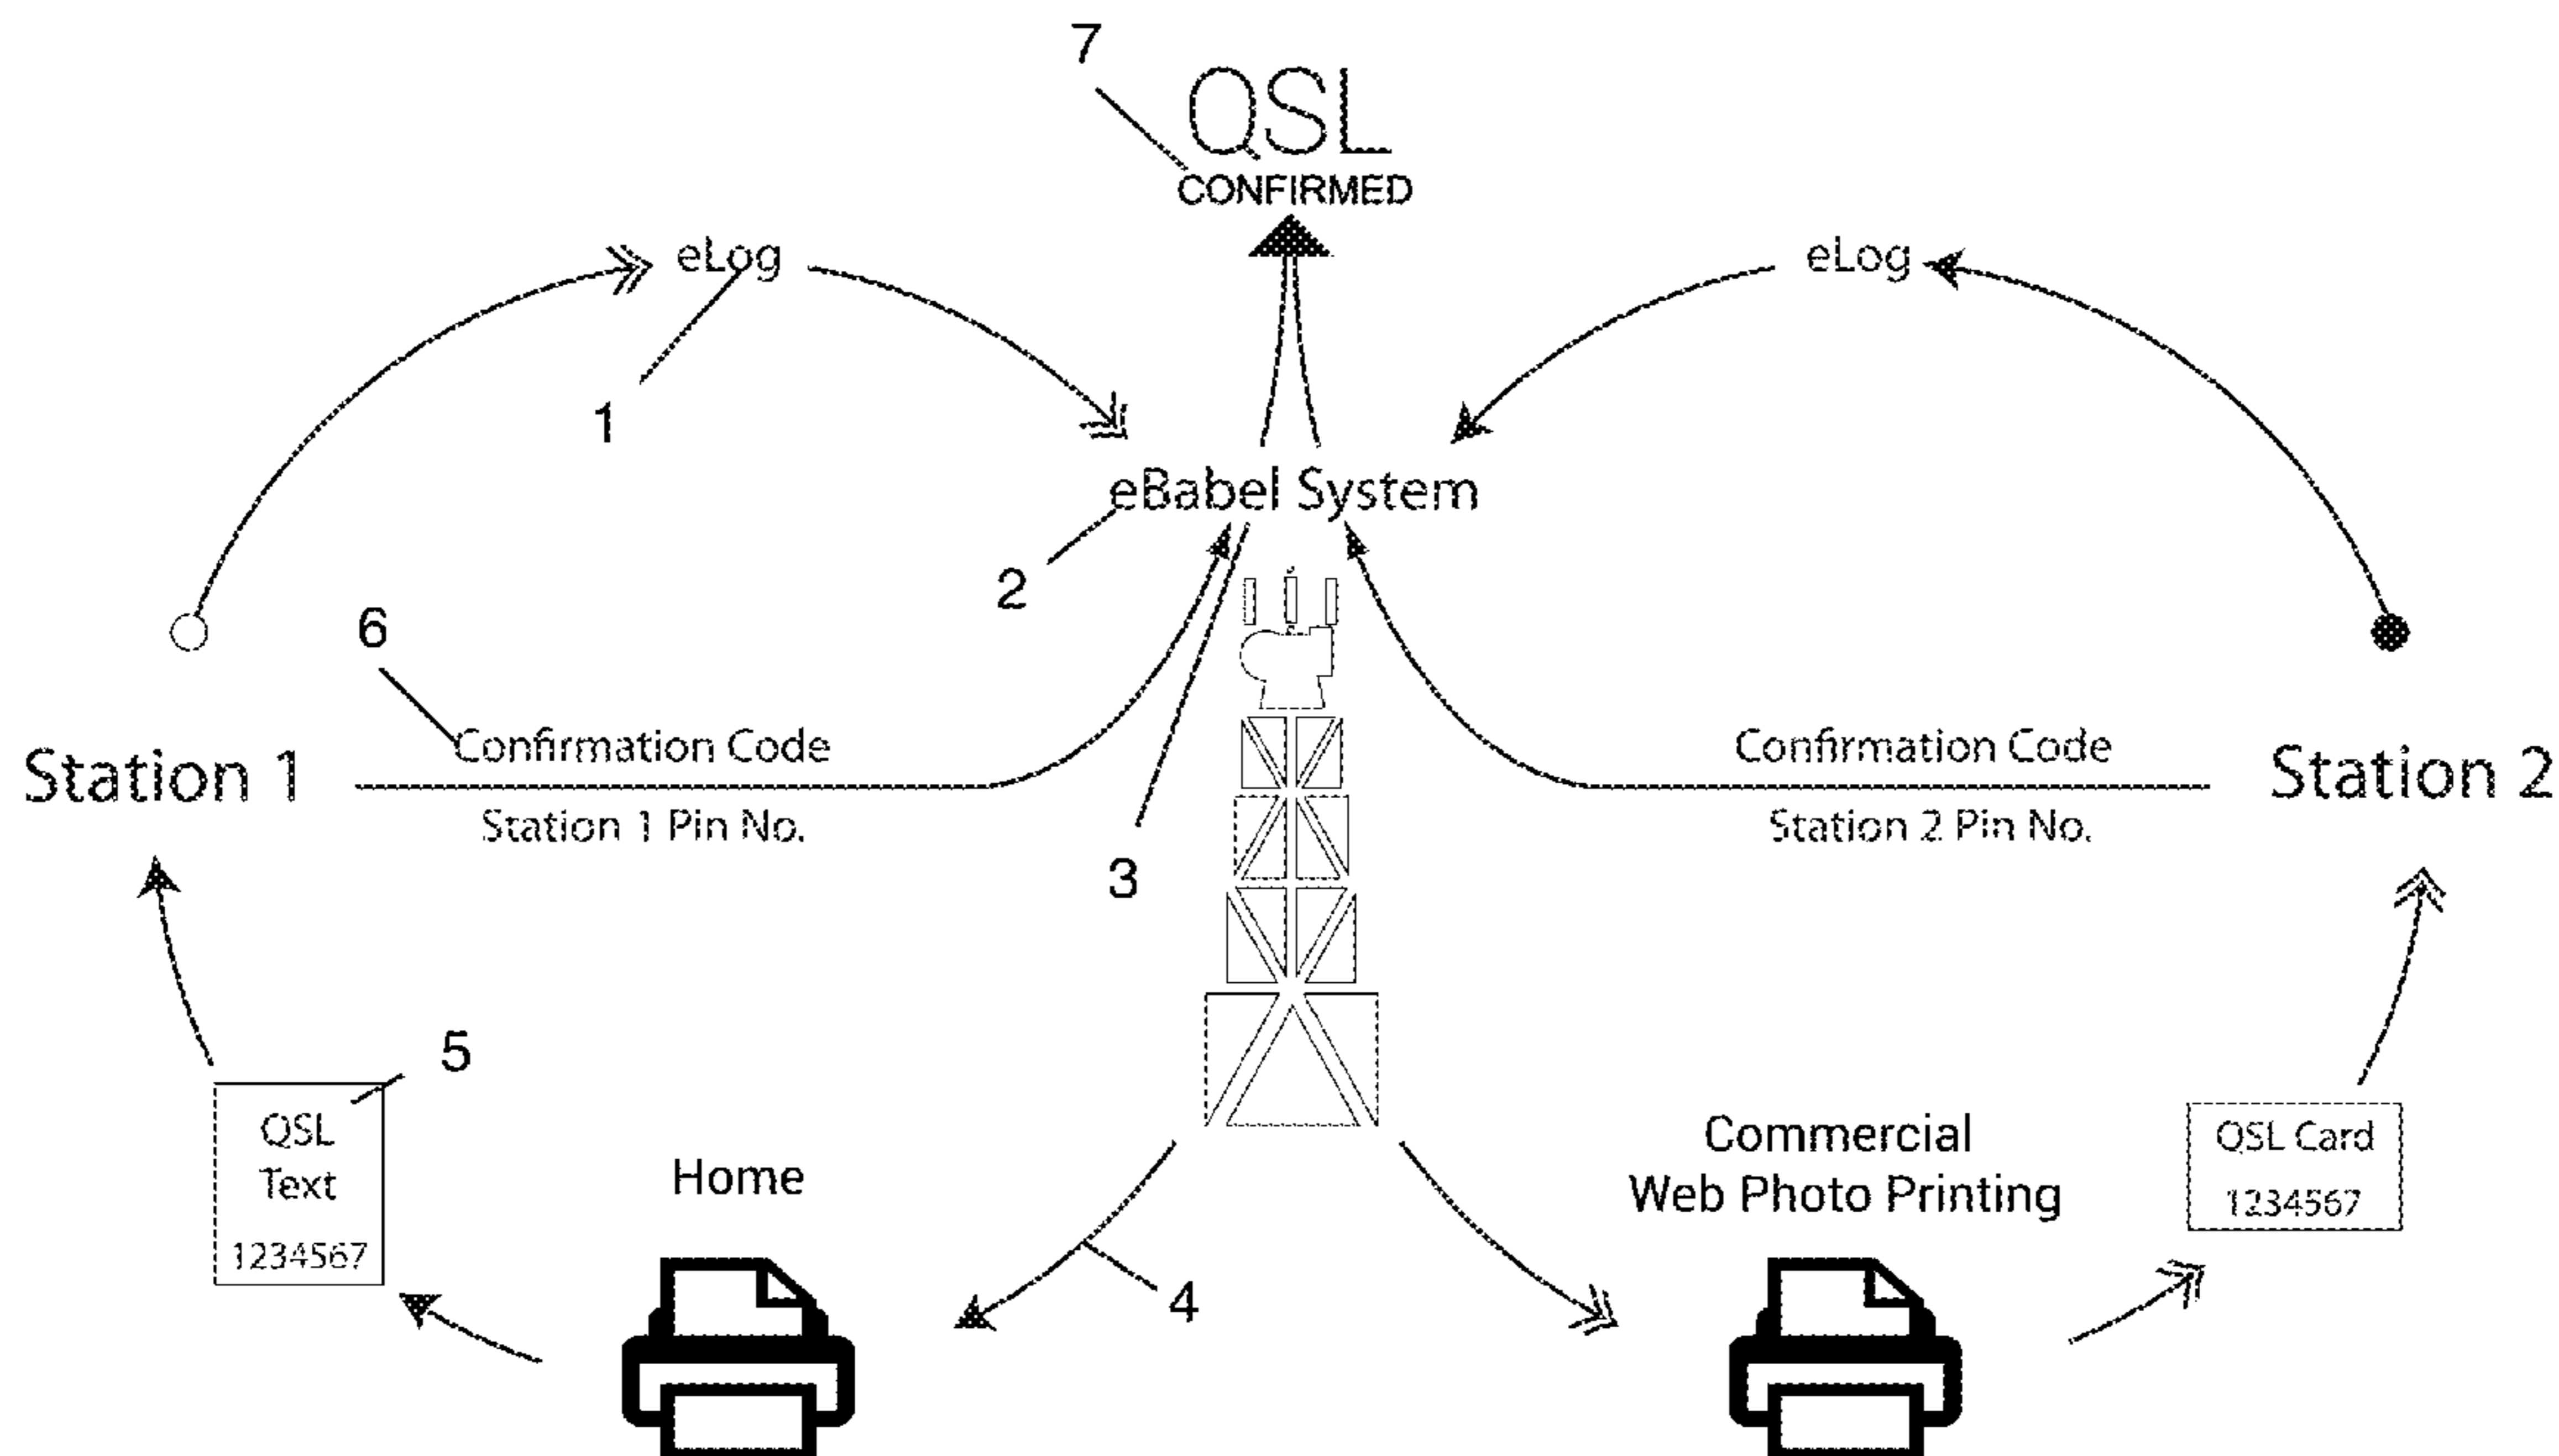 7
QSL
CONFIRMED
eLog
eLog
1
eBabel System
2
6
Confirmation Code
Confirmation Code
Station 1
Station 2
Station 1 Pin No.
Station 2 Pin No.
3
5
QSL
Text
1234567
Home
Commercial
Web Photo Printing
QSL Card
1234567
4